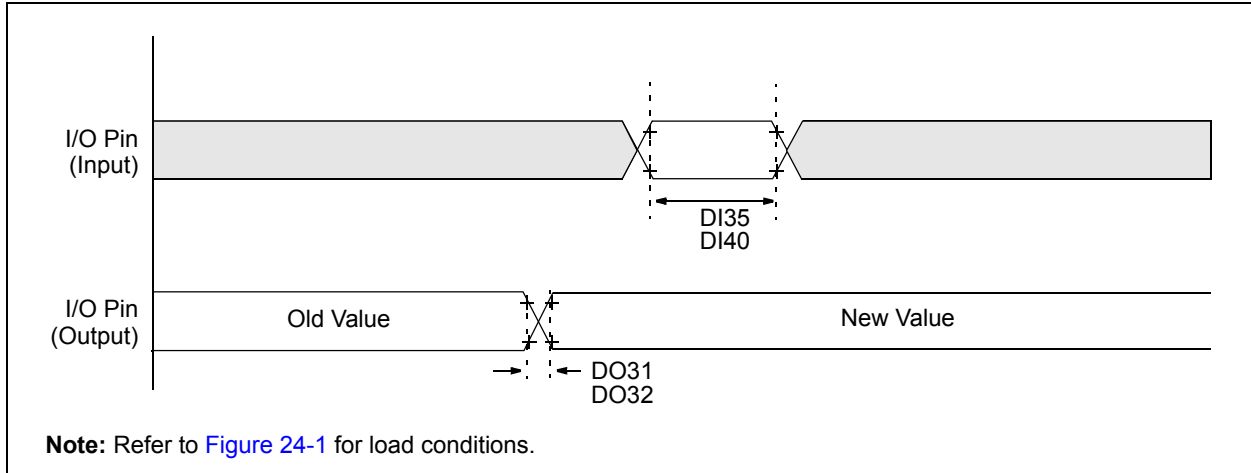 I/O Pin
(Input)
DI35
DI40
I/O Pin
(Output)
Old Value
New Value
DO31
DO32
Note: Refer to Figure 24-1 for load conditions.